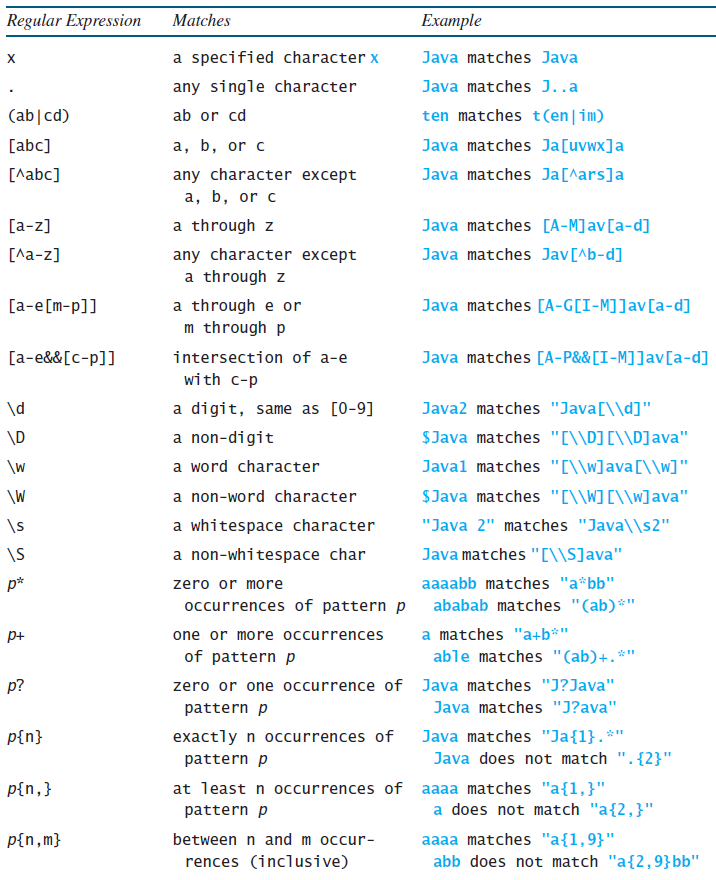 Regular Expression Matches Example
x a specified character x Java matches Java
. any single character Java matches J..a
(ab|cd) ab or cd ten matches t(en|im)
[abc] a, b, or c Java matches Ja[uvwx]a
[^abc] any character except Java matches Ja[^ars]a
a, b, or c
[a-z] a through z Java matches [A-M]av[a-d]
[^a-z] any character except Java matches Jav[^b-d]
a through z
[a-e[m-p]] a through e or Java matches [A-G[I-M]]av[a-d]
m through p
[a-e&&[c-p]] intersection of a-e Java matches [A-P&&[I-M]]av[a-d]
with c-p
\d a digit, same as [0-9] Java2 matches "Java[\\d]"
\D a non-digit $Java matches "[\\D][\\D]ava"
\w a word character Java1 matches "[\\w]ava[\\w]"
\W a non-word character $Java matches "[\\W][\\w]ava"
\s a whitespace character "Java 2" matches "Java\\s2"
\S a non-whitespace char Java matches "[\\S]ava"
p* zero or more aaaabb matches "a*bb"
occurrences of pattern p ababab matches "(ab)*"
p+ one or more occurrences a matches "a+b*"
of pattern p able matches "(ab)+.*"
p? zero or one occurrence of Java matches "J?Java"
pattern p Java matches "J?ava"
p{n} exactly n occurrences of Java matches "Ja{1}.*"
pattern p Java does not match ".{2}"
p{n,} at least n occurrences of aaaa matches "a{1,}"
pattern p a does not match "a{2,}"
p{n,m} between n and m occur- aaaa matches "a{1,9}"
rences (inclusive) abb does not match "a{2,9}bb"